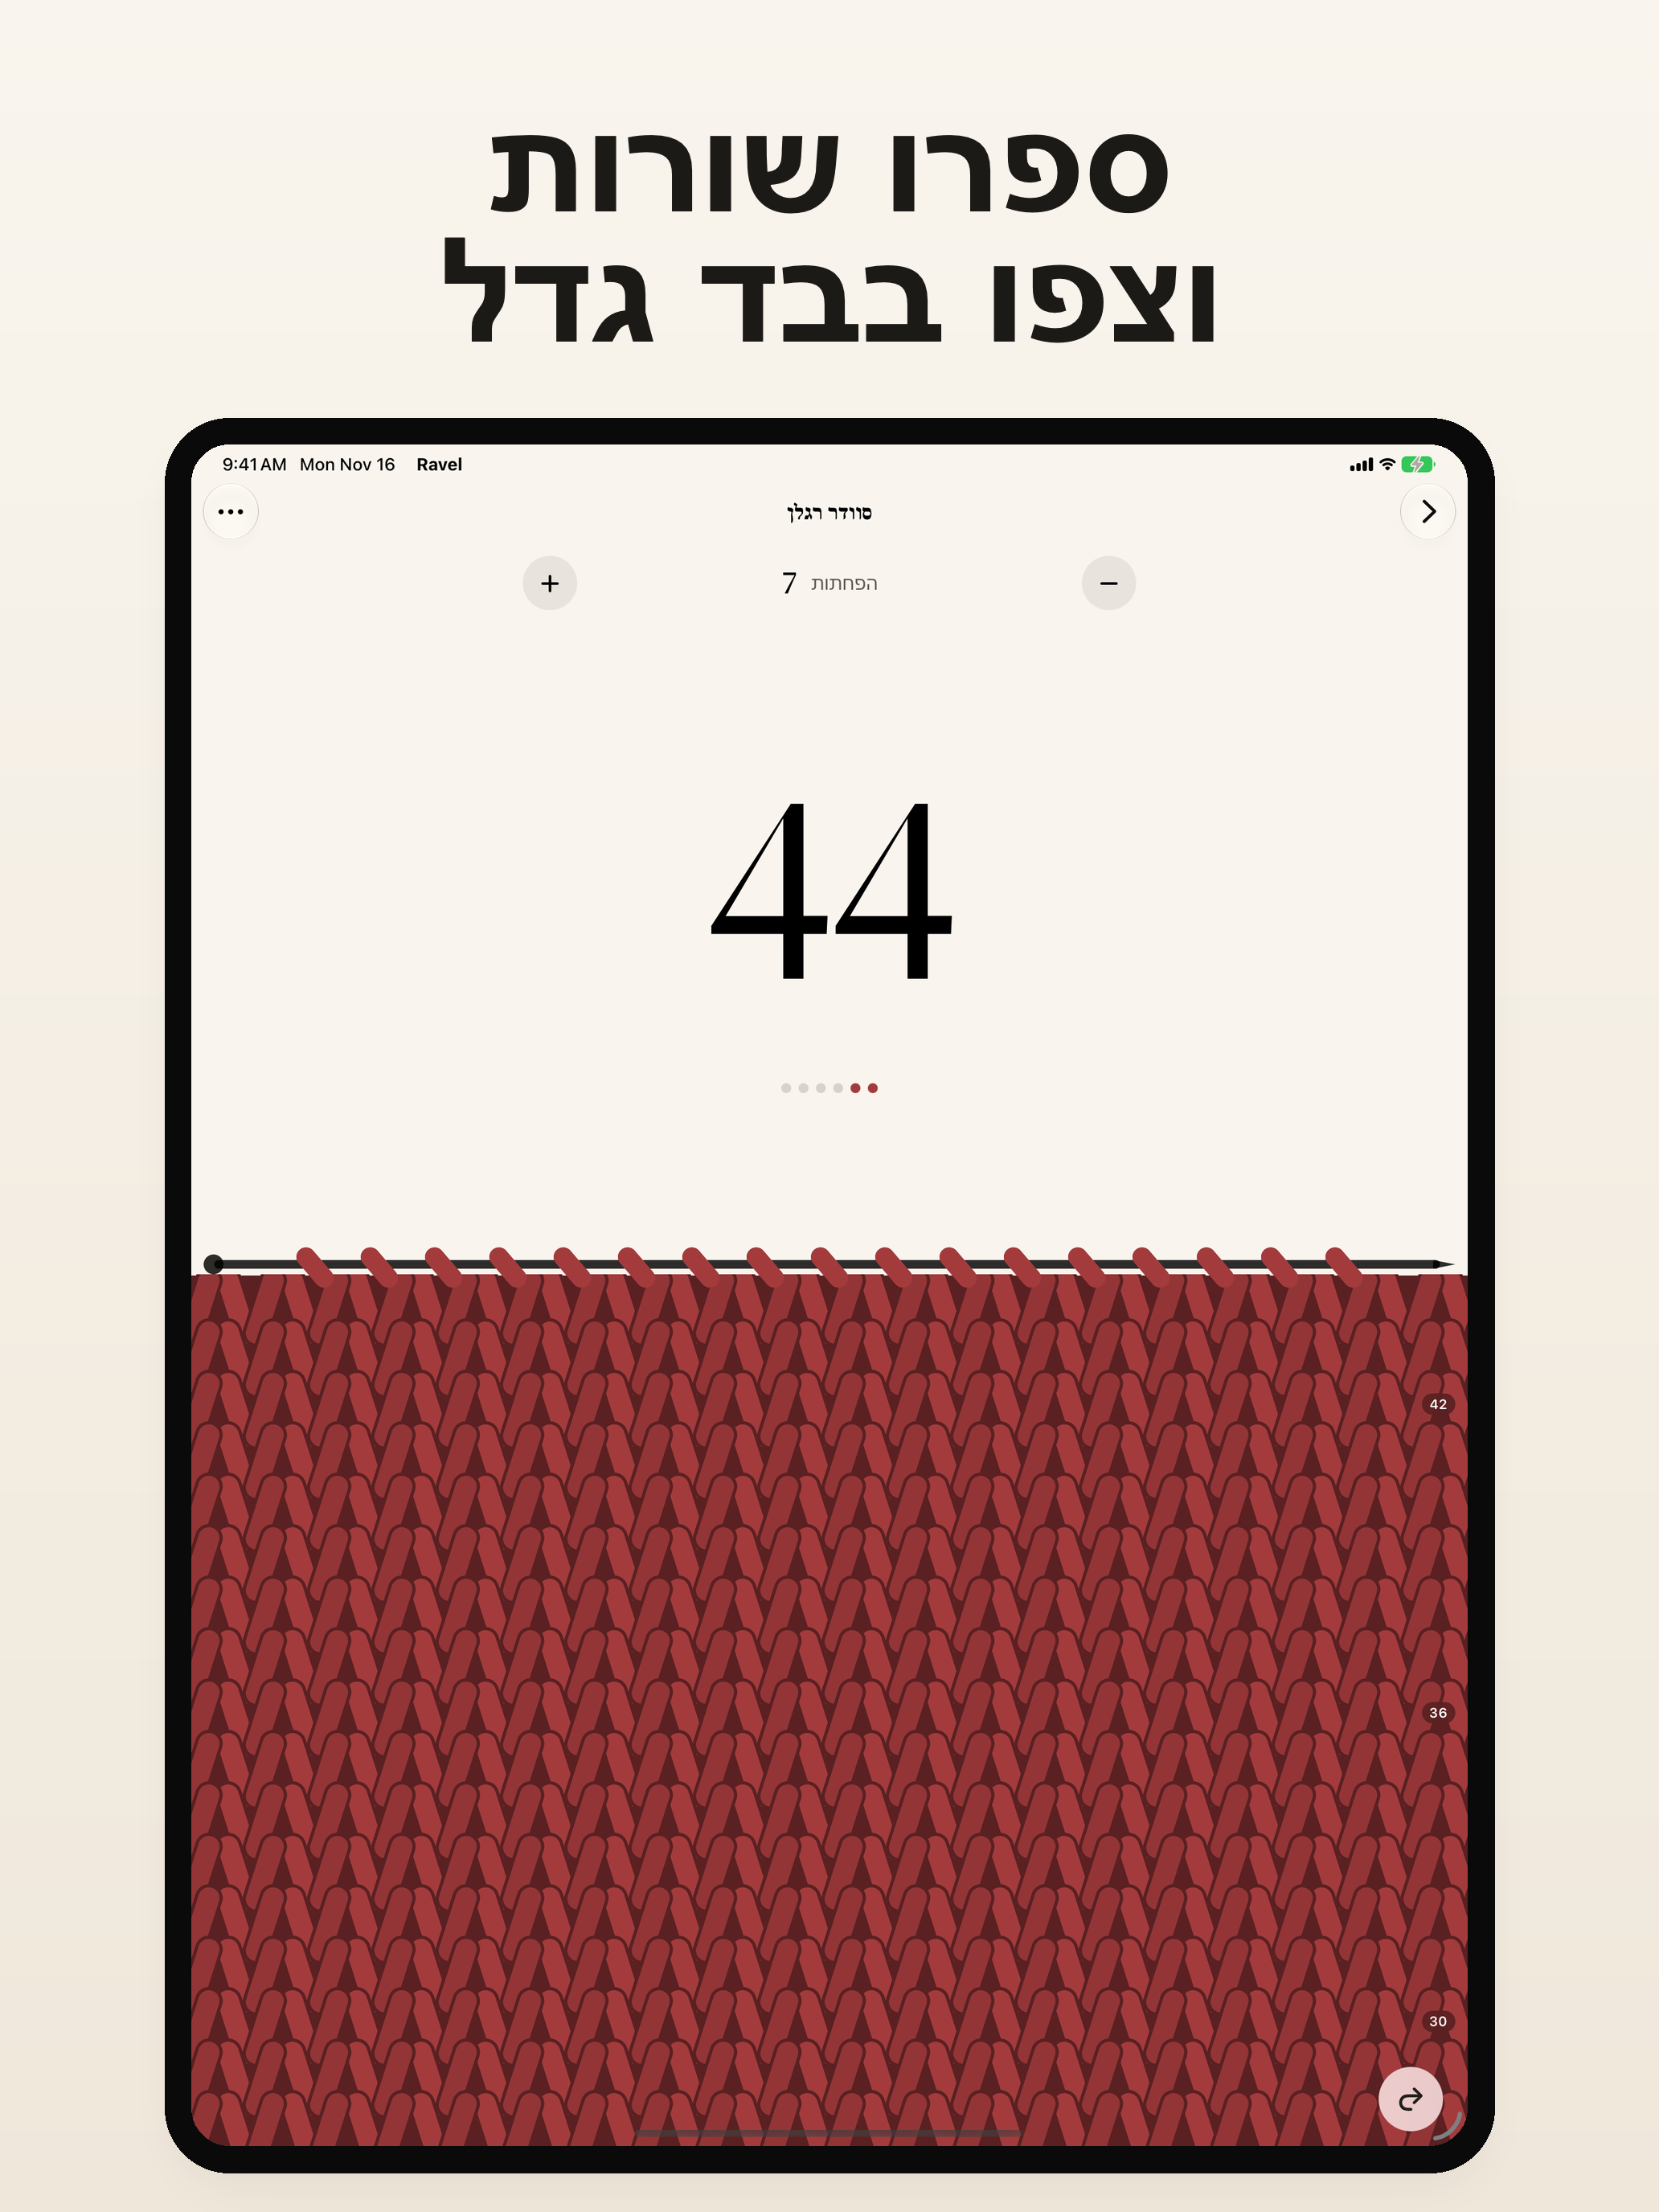 ספרו שורות
וצפו בבד גדל
9:41 AM Mon Nov 16 Ravel
סוודר רגלן
הפחתות 7
44
42
36
30